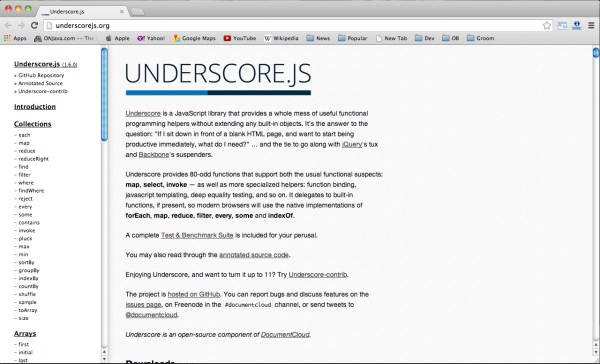 Underscore.js
underscorejs.org
Apps Ohjava.com — The Apple Yahoo! Google Maps YouTube Wikipedia News Popular New Tab Dev OB Groom
Underscore.js (1.6.0)
» GitHub Repository
» Annotated Source
» Underscore-contrib
Introduction
Collections
- each
- map
- reduce
- reduceRight
- find
- filter
- where
- findWhere
- reject
- every
- some
- contains
- invoke
- pluck
- max
- min
- sortBy
- groupBy
- indexBy
- countBy
- shuffle
- sample
- toArray
- size
Arrays
- first
- initial
- last
UNDERSCORE.JS
Underscore is a JavaScript library that provides a whole mess of useful functional
programming helpers without extending any built-in objects. It's the answer to the
question: "If I sit down in front of a blank HTML page, and want to start being
productive immediately, what do I need?" ... and the tie to go along with jQuery's tux
and Backbone's suspenders.
Underscore provides 80-odd functions that support both the usual functional suspects:
map, select, invoke — as well as more specialized helpers: function binding,
javascript templating, deep equality testing, and so on. It delegates to built-in
functions, if present, so modern browsers will use the native implementations of
forEach, map, reduce, filter, every, some and indexOf.
A complete Test & Benchmark Suite is included for your perusal.
You may also read through the annotated source code.
Enjoying Underscore, and want to turn it up to 11? Try Underscore-contrib.
The project is hosted on GitHub. You can report bugs and discuss features on the
issues page, on Freenode in the #documentcloud channel, or send tweets to
@documentcloud.
Underscore is an open-source component of DocumentCloud.
Downloads